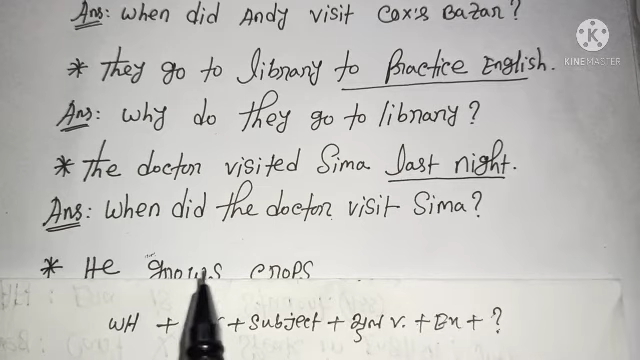 Ans: When did Andy visit Cox's Bazar?
* They go to library to Practice English.
Ans: Why do they go to library?
* The doctor visited Sima last night.
Ans: When did the doctor visit Sima?
* He grows crops
WH + + Subject + মূল v. + Ex + ?
KINEMASTER